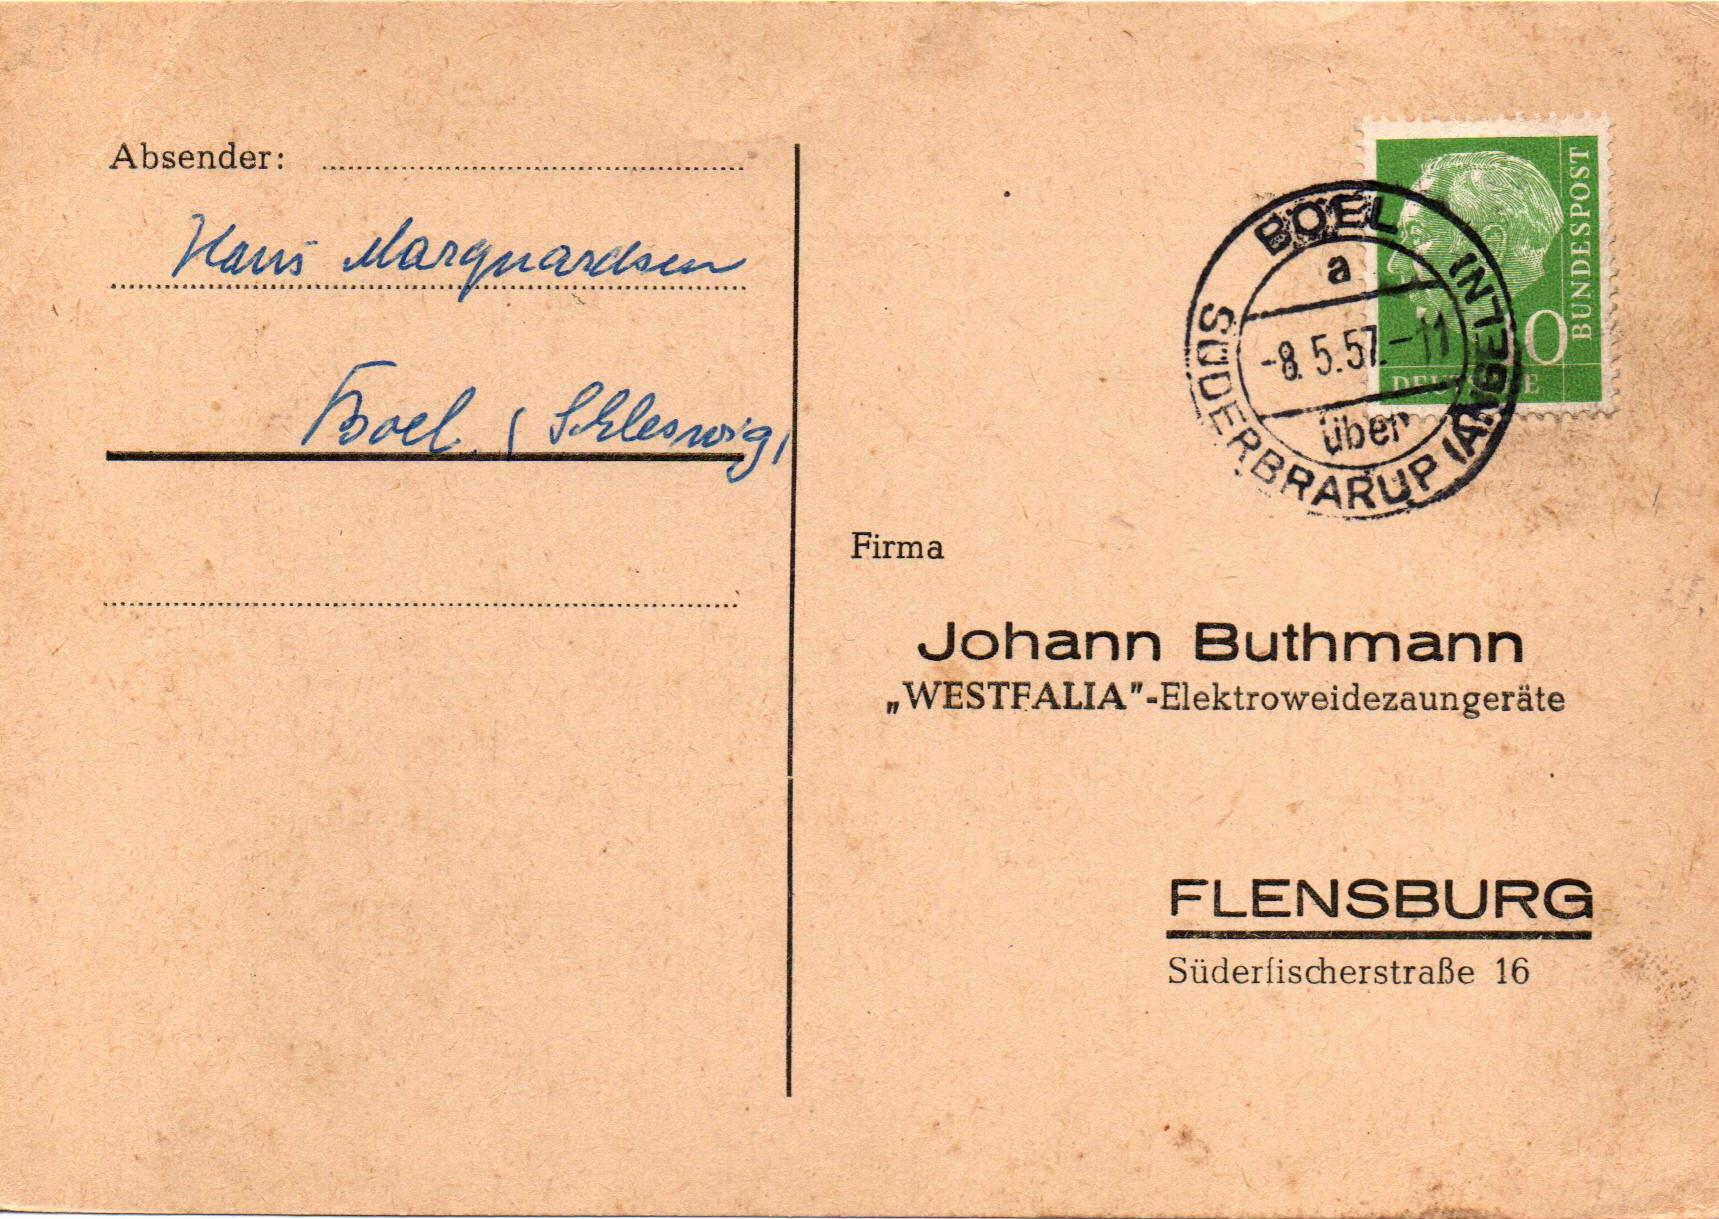 Absender:
Hans Marquardsen
Boel (Schleswig)
BOEL
a
-8.5.57.-11
über
SÜDERBRARUP (ANGELN)
DEUTSCHE
BUNDESPOST
Firma
Johann Buthmann
„WESTFALIA"-Elektroweidezaungeräte
FLENSBURG
Süderfischerstraße 16